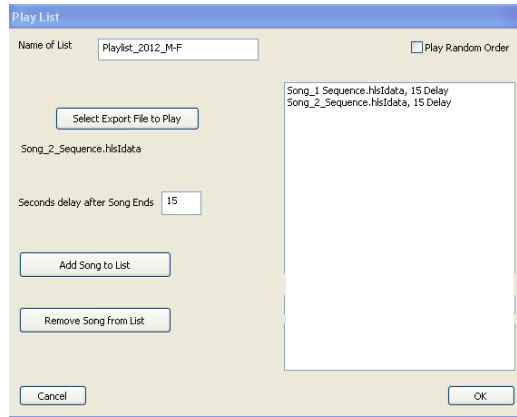 Play List
Name of List
Playlist_2012_M-F
Play Random Order
Song_1 Sequence.hlsIdata, 15 Delay
Song_2_Sequence.hlsIdata, 15 Delay
Select Export File to Play
Song_2_Sequence.hlsIdata
Seconds delay after Song Ends
15
Add Song to List
Remove Song from List
Cancel
OK